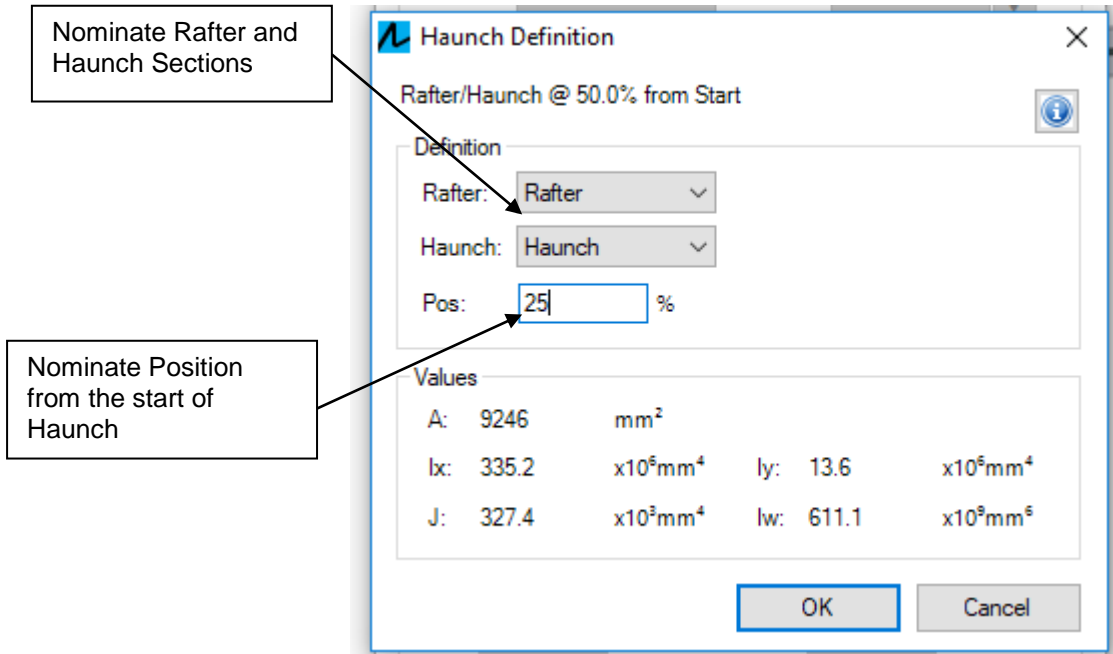 Nominate Rafter and
Haunch Sections
Haunch Definition
Rafter/Haunch @ 50.0% from Start
Definition
Rafter: Rafter
Haunch: Haunch
Pos: 25 %
Nominate Position
from the start of
Haunch
Values
A: 9246 mm²
Ix: 335.2 x10⁶mm⁴ Iy: 13.6 x10⁶mm⁴
J: 327.4 x10³mm⁴ Iw: 611.1 x10⁹mm⁶
OK Cancel